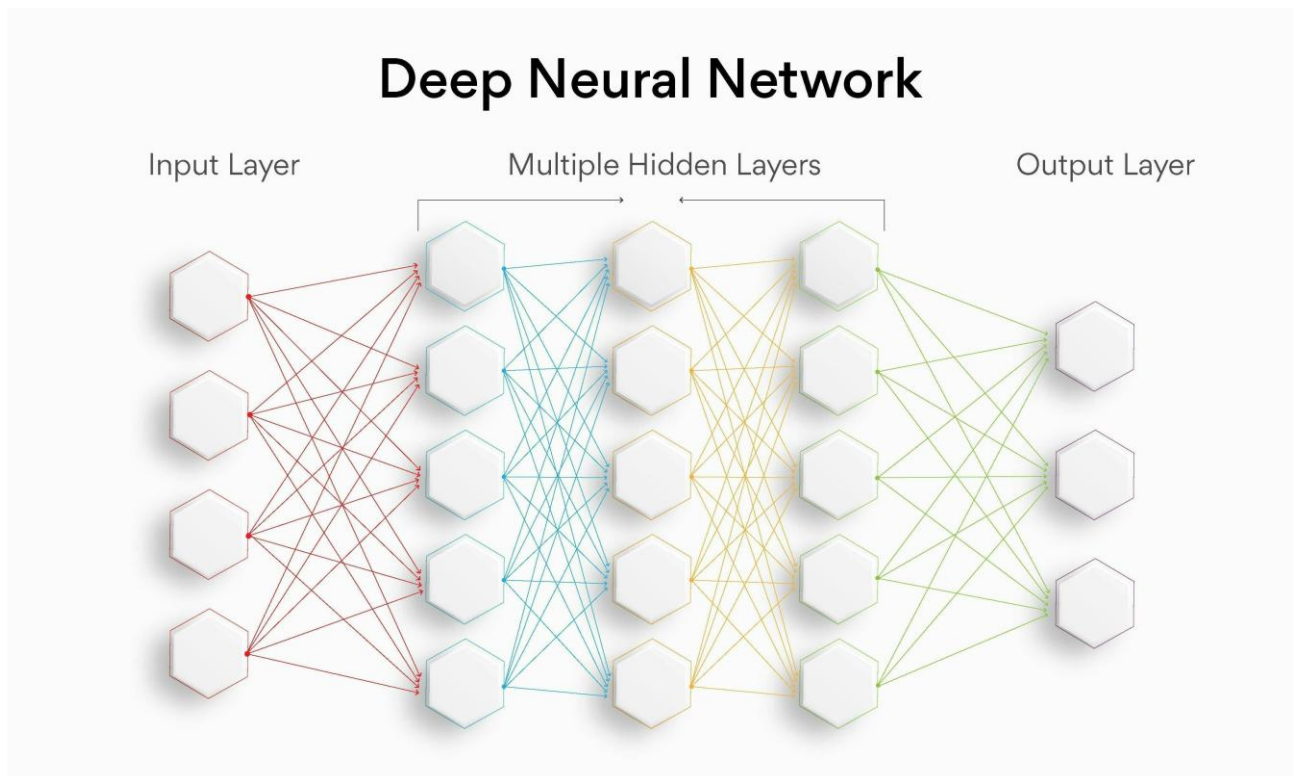 Deep Neural Network
Input Layer
Multiple Hidden Layers
Output Layer